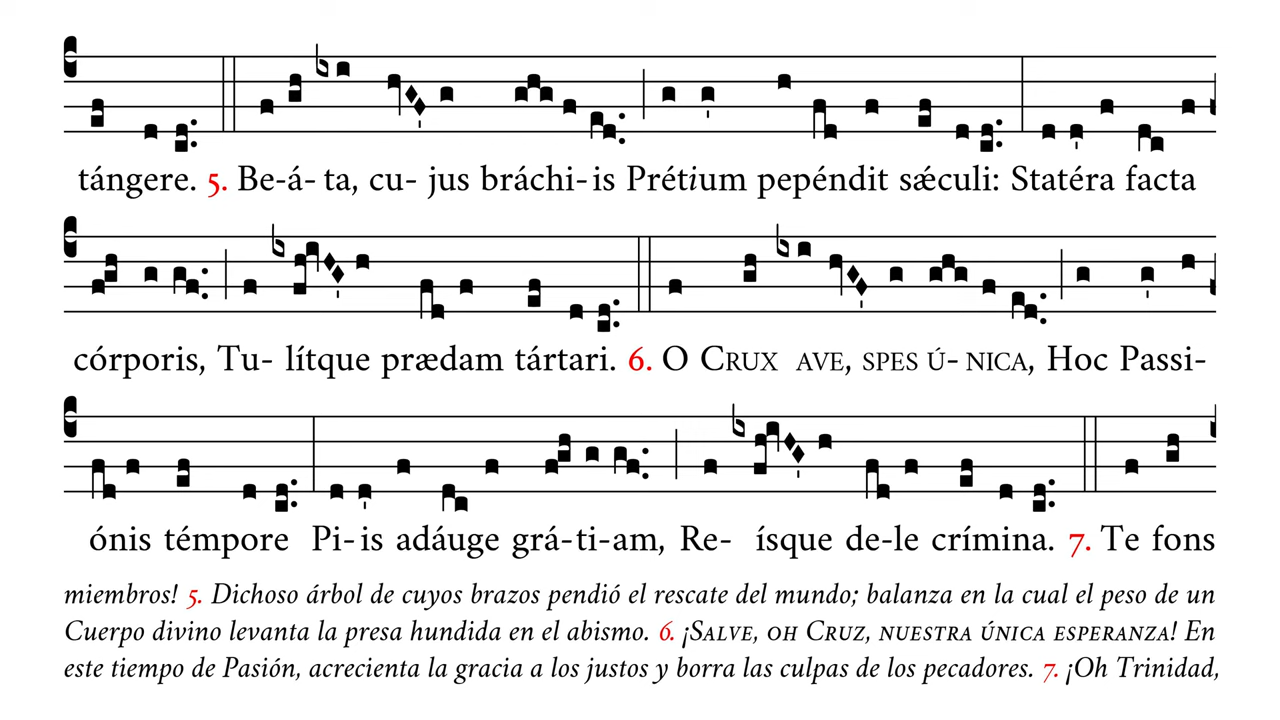 tángere. 5. Be-á-ta, cu-jus bráchi-is Prétium pepéndit sǽculi: Statéra facta
córporis, Tu-lítque prædam tártari. 6. O CRUX AVE, SPES Ú-NICA, Hoc Passi-
ónis témpore Pi-is adáuge grá-ti-am, Re-ísque de-le crímina. 7. Te fons
miembros! 5. Dichoso árbol de cuyos brazos pendió el rescate del mundo; balanza en la cual el peso de un
Cuerpo divino levanta la presa hundida en el abismo. 6. ¡SALVE, OH CRUZ, NUESTRA ÚNICA ESPERANZA! En
este tiempo de Pasión, acrecienta la gracia a los justos y borra las culpas de los pecadores. 7. ¡Oh Trinidad,